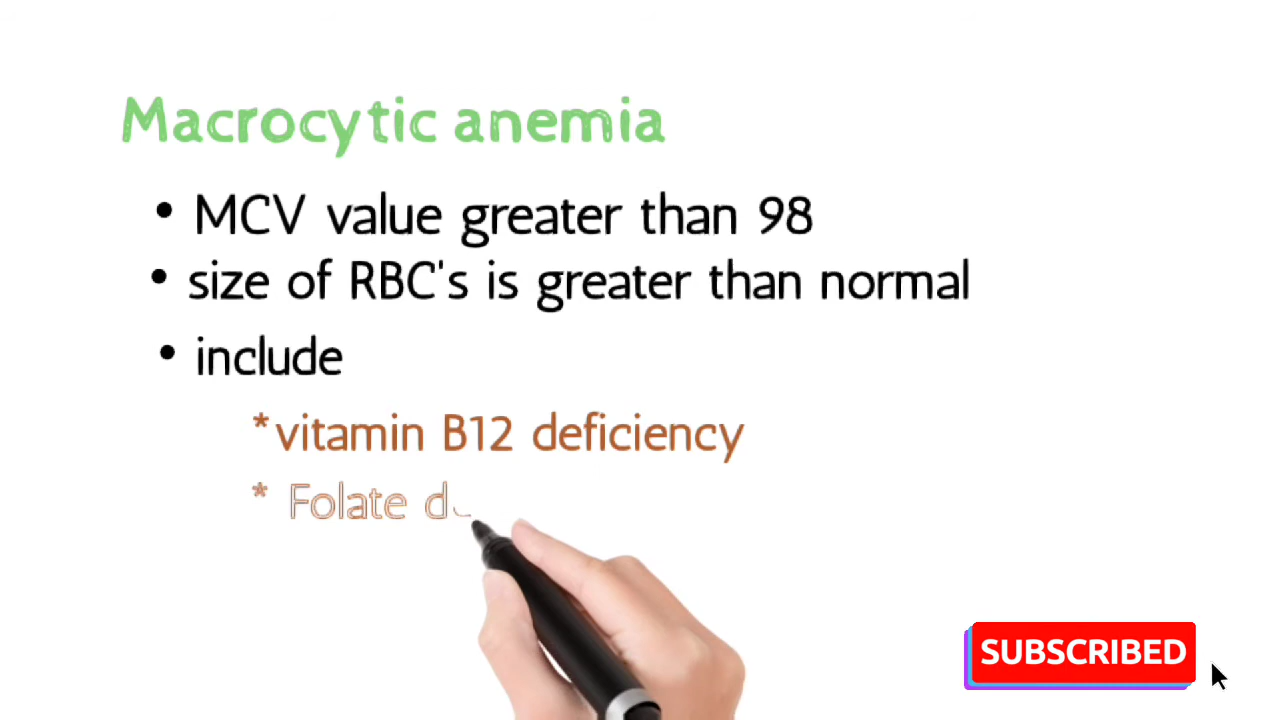 Macrocytic anemia
• MCV value greater than 98
• size of RBC's is greater than normal
• include
*vitamin B12 deficiency
* Folate d
SUBSCRIBED